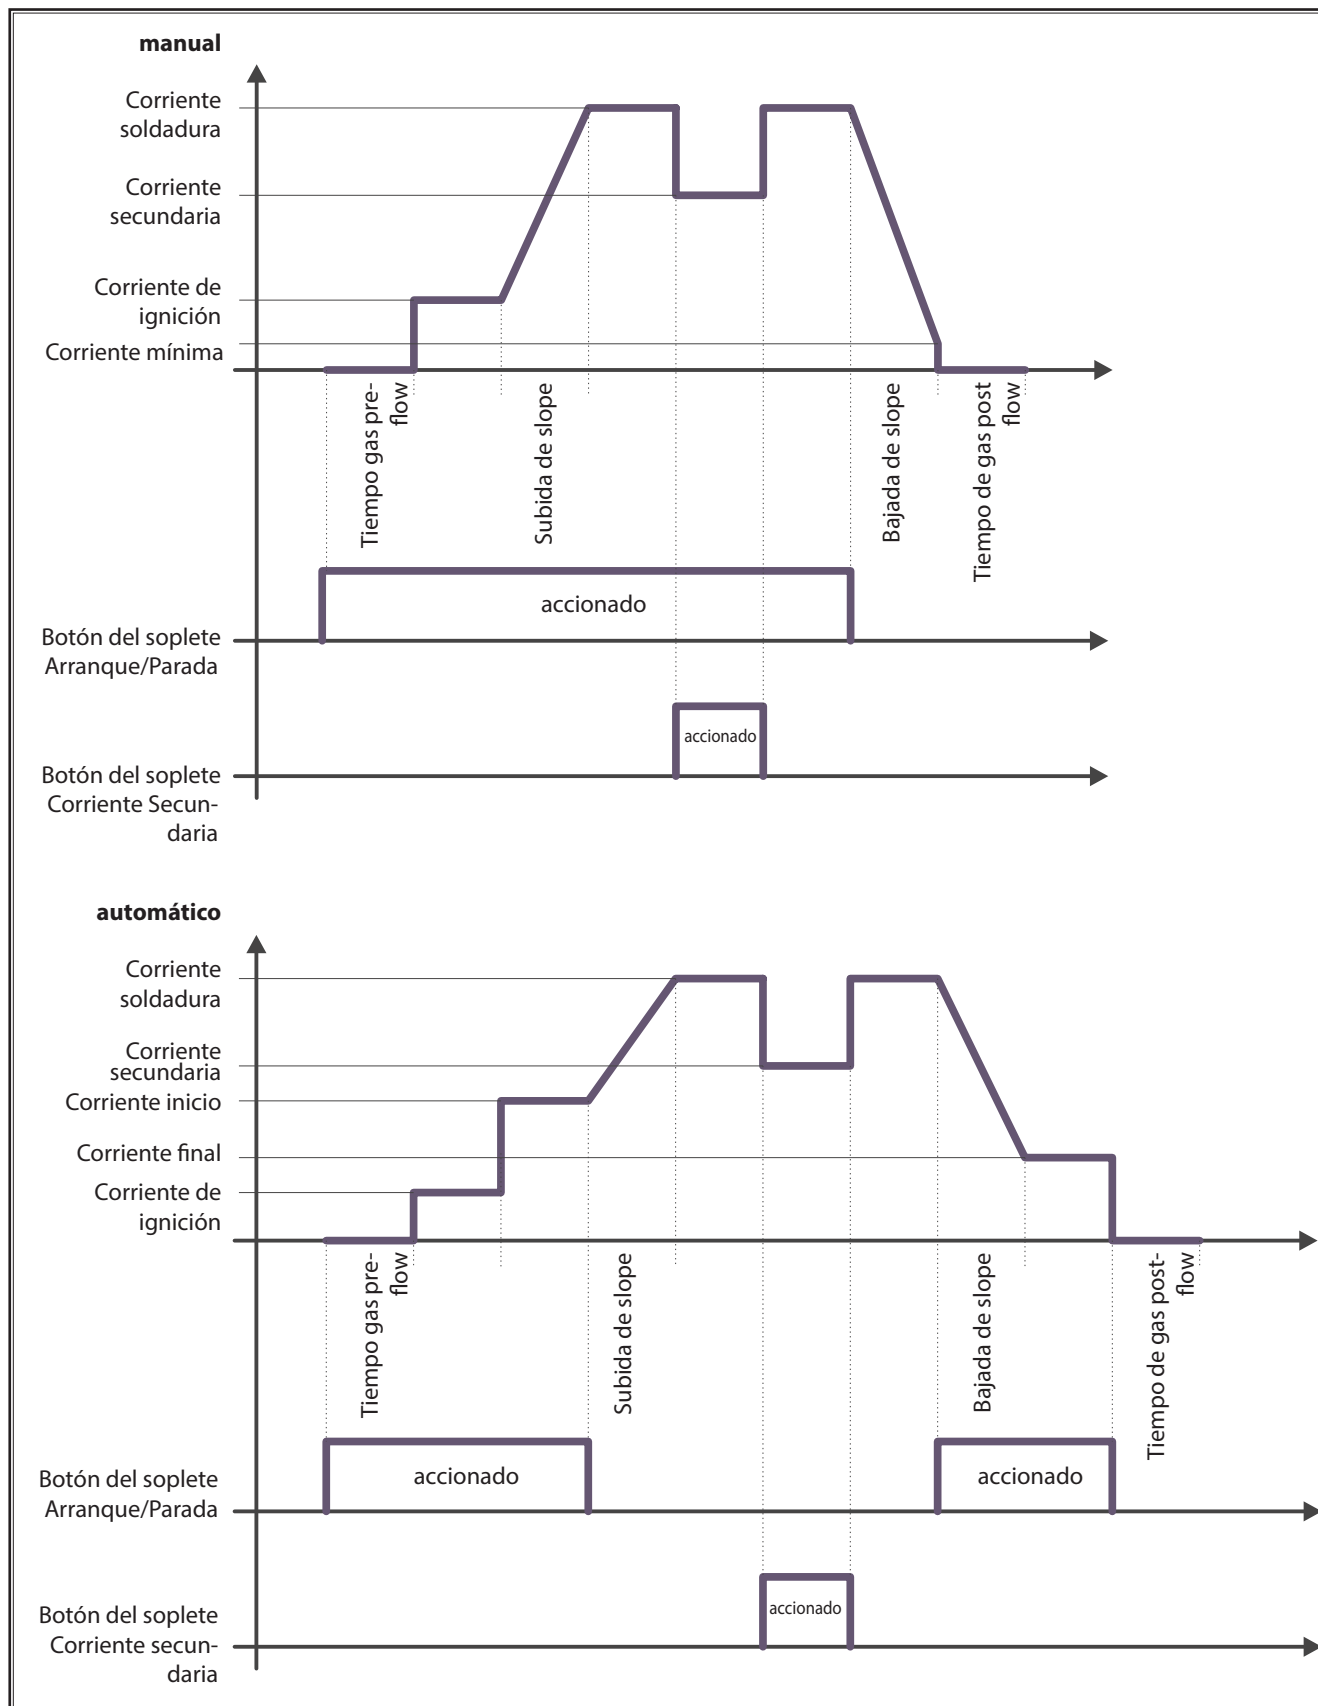 manual
Corriente
soldadura
Corriente
secundaria
Corriente de
ignición
Corriente mínima
Tiempo gas pre-
flow
Subida de slope
Bajada de slope
Tiempo de gas post
flow
accionado
Botón del soplete
Arranque/Parada
accionado
Botón del soplete
Corriente Secun-
daria
automático
Corriente
soldadura
Corriente
secundaria
Corriente inicio
Corriente final
Corriente de
ignición
Tiempo gas pre-
flow
Subida de slope
Bajada de slope
Tiempo de gas post-
flow
accionado
accionado
Botón del soplete
Arranque/Parada
accionado
Botón del soplete
Corriente secun-
daria